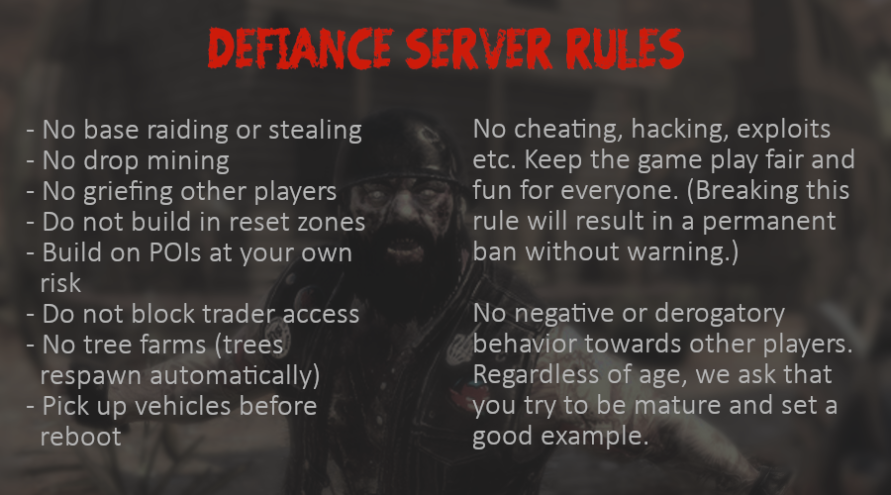 DEFIANCE SERVER RULES
- No base raiding or stealing
- No drop mining
- No griefing other players
- Do not build in reset zones
- Build on POIs at your own
risk
- Do not block trader access
- No tree farms (trees
respawn automatically)
- Pick up vehicles before
reboot
No cheating, hacking, exploits
etc. Keep the game play fair and
fun for everyone. (Breaking this
rule will result in a permanent
ban without warning.)
No negative or derogatory
behavior towards other players.
Regardless of age, we ask that
you try to be mature and set a
good example.